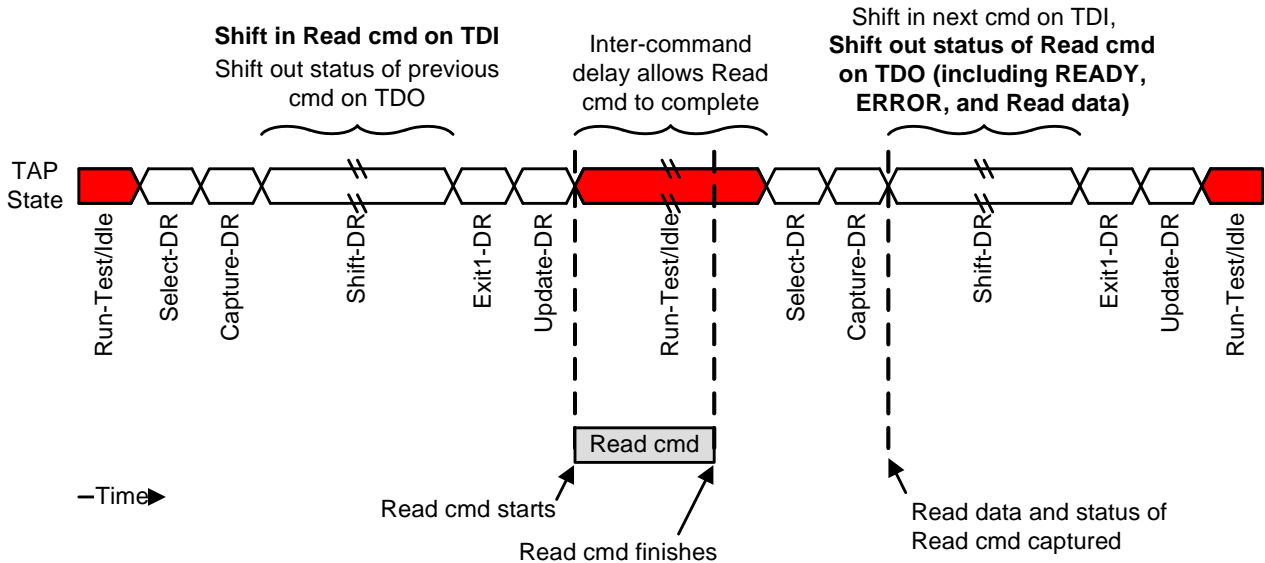 Shift in Read cmd on TDI
Shift out status of previous
cmd on TDO
Inter-command
delay allows Read
cmd to complete
Shift in next cmd on TDI,
Shift out status of Read cmd
on TDO (including READY,
ERROR, and Read data)
TAP
State
Run-Test/Idle
Select-DR
Capture-DR
Shift-DR
Exit1-DR
Update-DR
Run-Test/Idle
Select-DR
Capture-DR
Shift-DR
Exit1-DR
Update-DR
Run-Test/Idle
Read cmd
Time
Read cmd starts
Read cmd finishes
Read data and status of
Read cmd captured